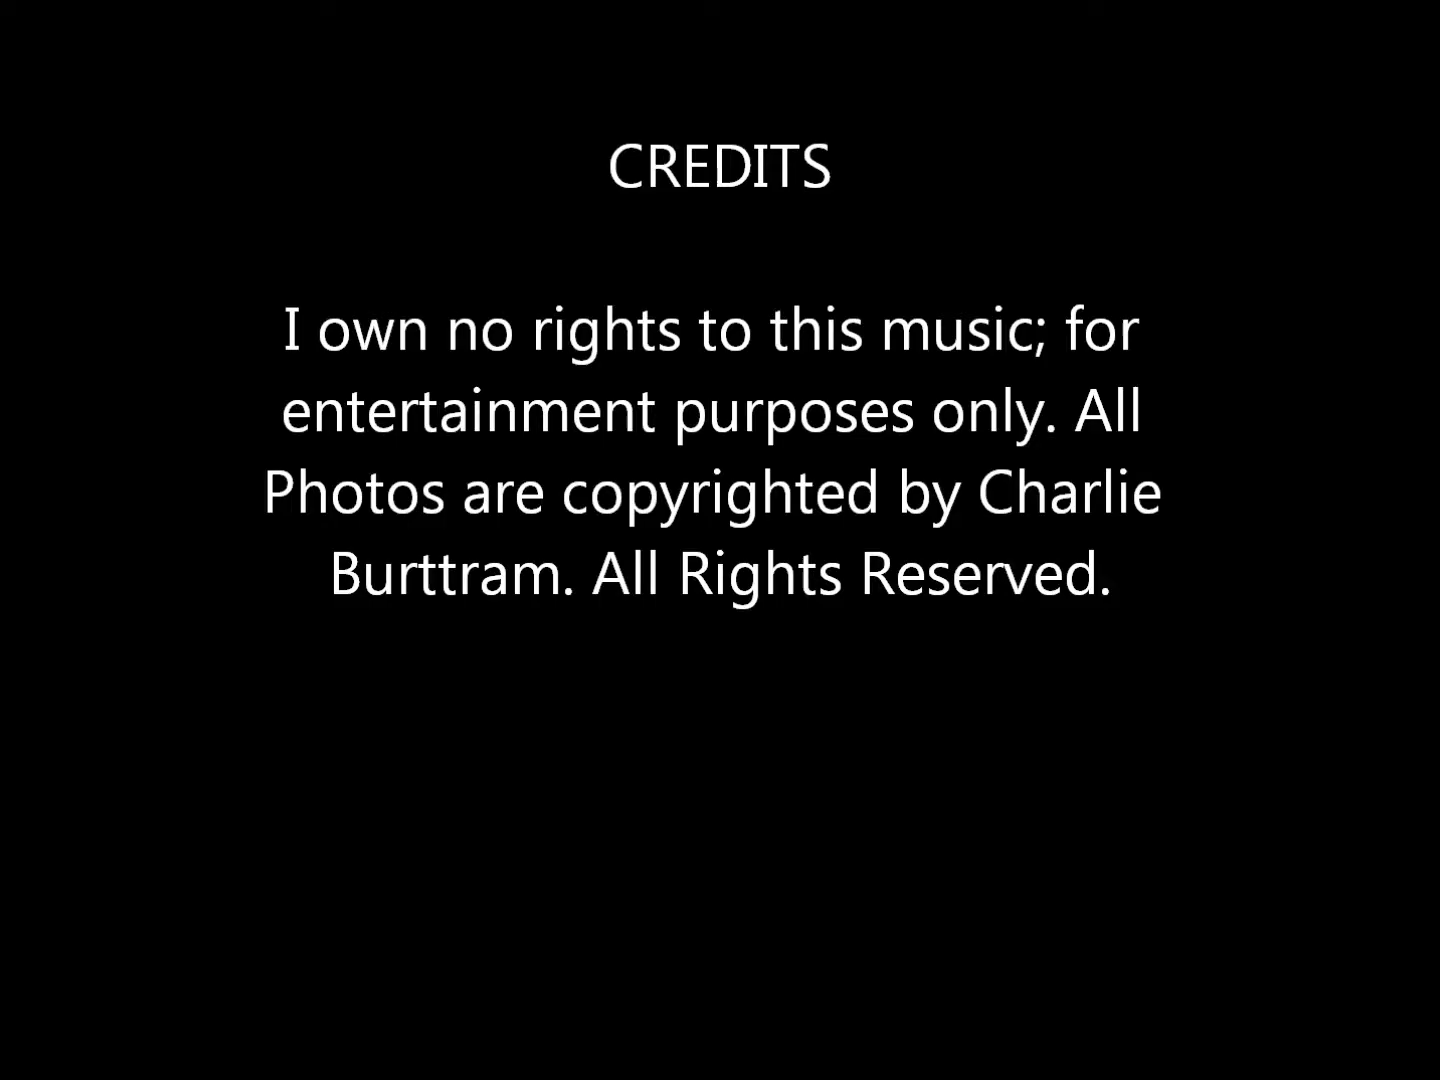 CREDITS
I own no rights to this music; for
entertainment purposes only. All
Photos are copyrighted by Charlie
Burttram. All Rights Reserved.